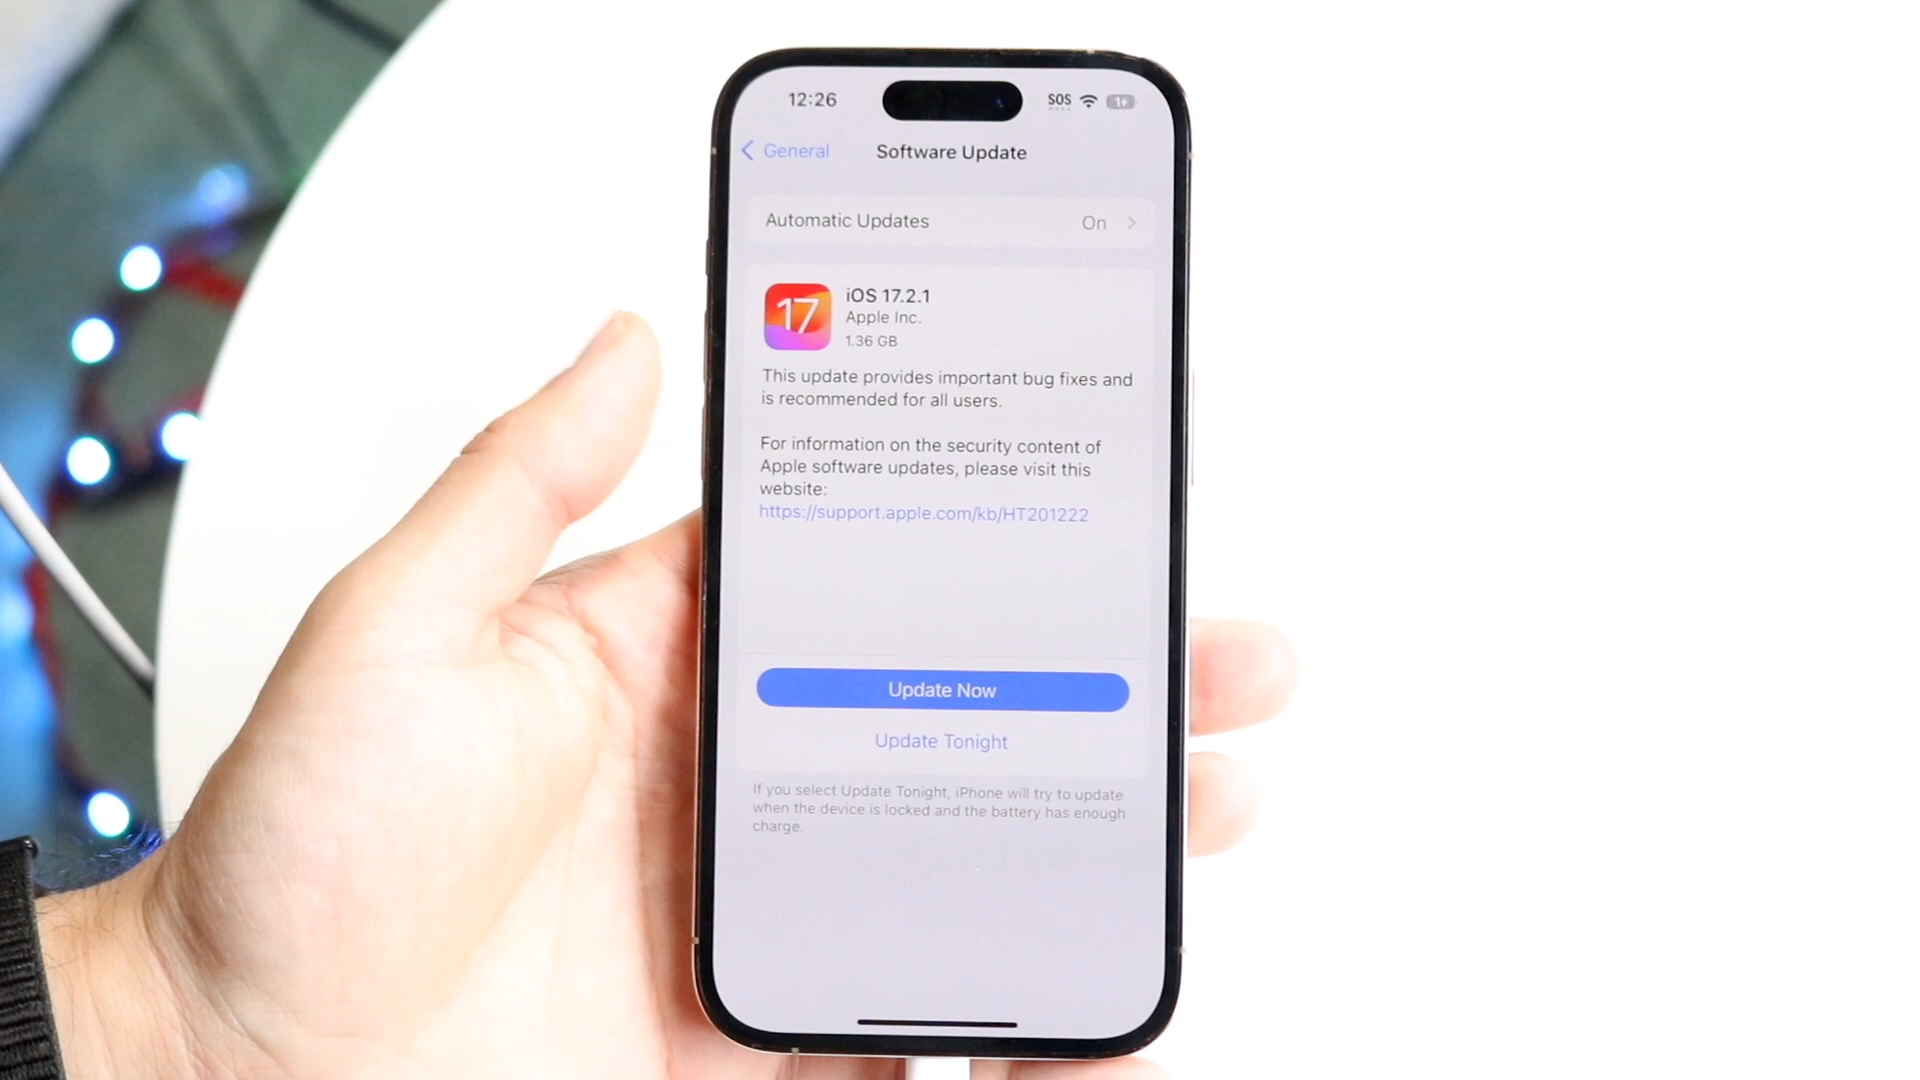 12:26
SOS
1
General
Software Update
Automatic Updates
On
17
iOS 17.2.1
Apple Inc.
1.36 GB
This update provides important bug fixes and
is recommended for all users.
For information on the security content of
Apple software updates, please visit this
website:
https://support.apple.com/kb/HT201222
Update Now
Update Tonight
If you select Update Tonight, iPhone will try to update
when the device is locked and the battery has enough
charge.